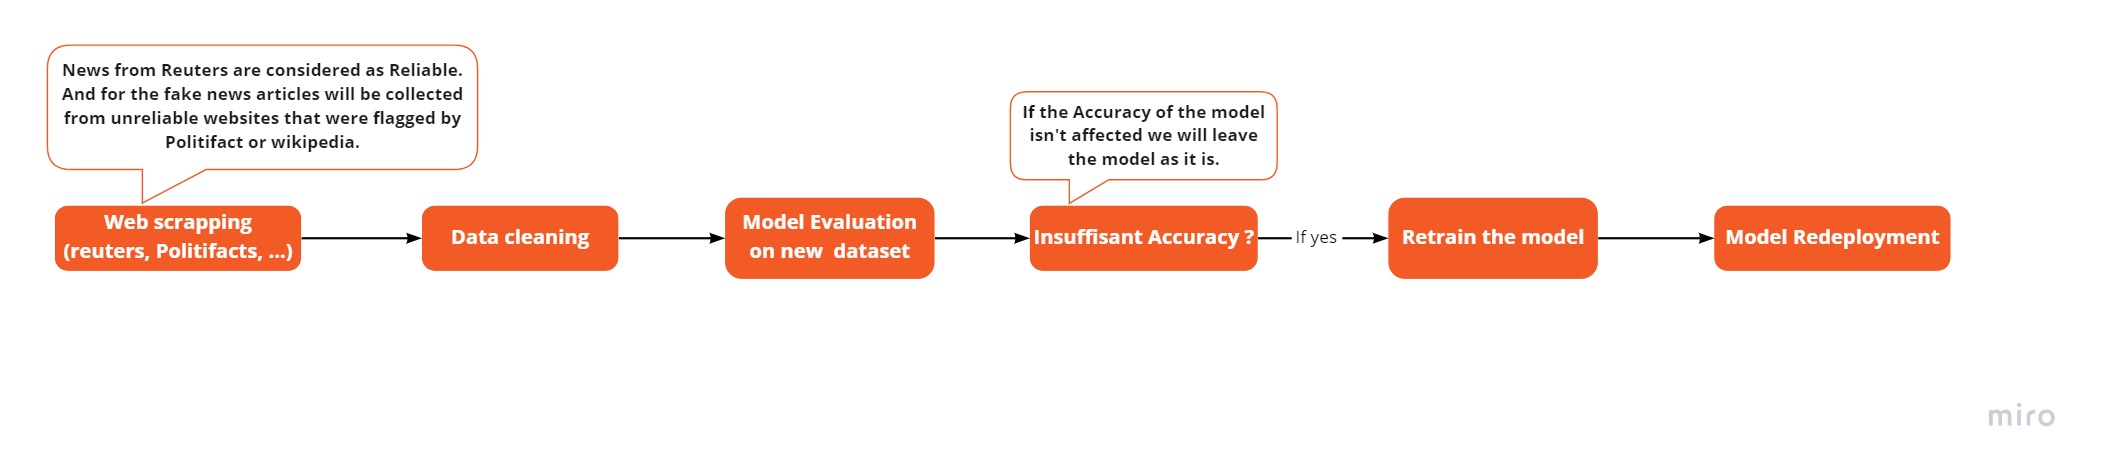 News from Reuters are considered as Reliable.
And for the fake news articles will be collected
from unreliable websites that were flagged by
Politifact or wikipedia.
If the Accuracy of the model
isn't affected we will leave
the model as it is.
Web scrapping
(reuters, Politifacts, ...)
Data cleaning
Model Evaluation
on new dataset
Insuffisant Accuracy ?
If yes
Retrain the model
Model Redeployment
miro